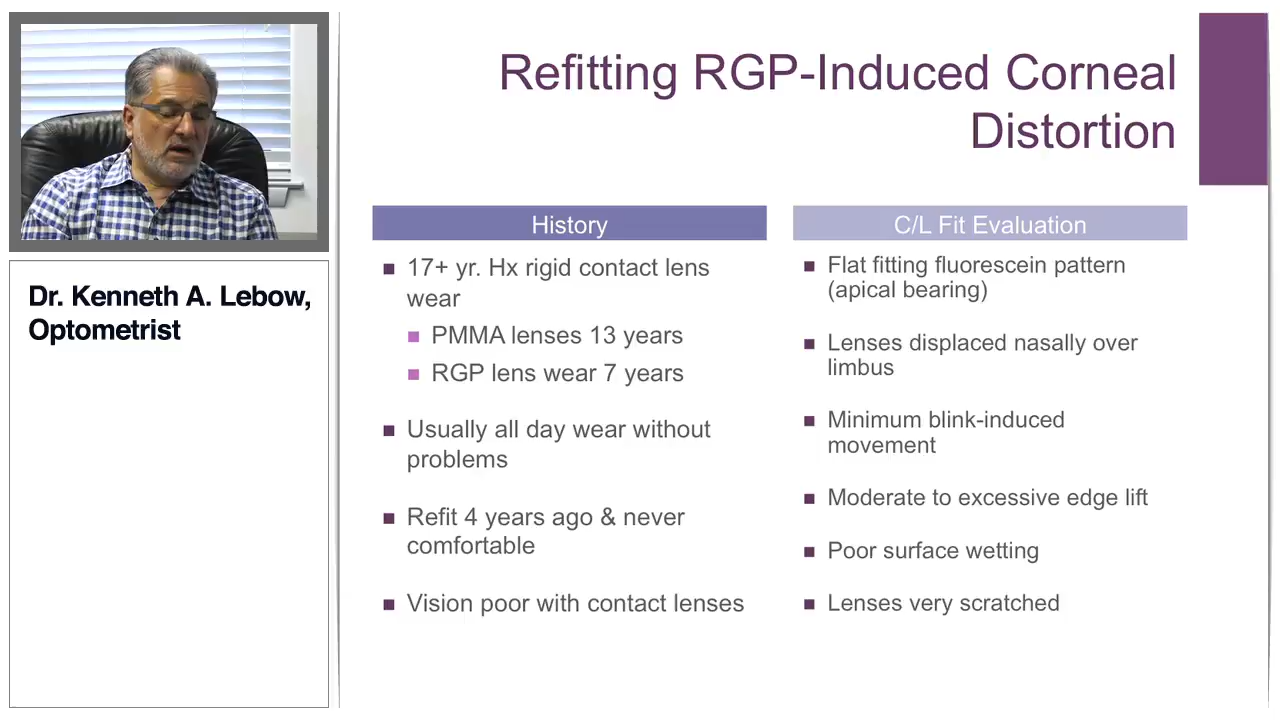 Refitting RGP-Induced Corneal
Distortion
Dr. Kenneth A. Lebow,
Optometrist
History
■ 17+ yr. Hx rigid contact lens
wear
■ PMMA lenses 13 years
■ RGP lens wear 7 years
■ Usually all day wear without
problems
■ Refit 4 years ago & never
comfortable
■ Vision poor with contact lenses
C/L Fit Evaluation
■ Flat fitting fluorescein pattern
(apical bearing)
■ Lenses displaced nasally over
limbus
■ Minimum blink-induced
movement
■ Moderate to excessive edge lift
■ Poor surface wetting
■ Lenses very scratched